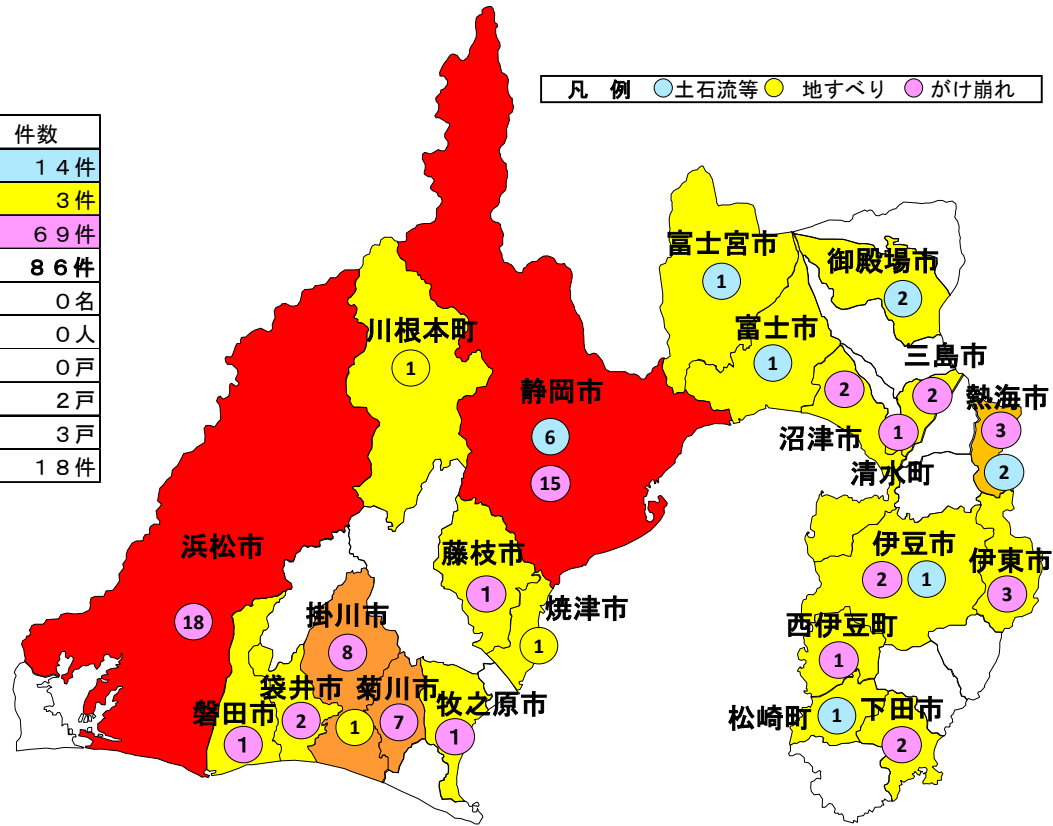 凡 例 土石流等 地すべり がけ崩れ
件数
１４件
３件
６９件
８６件
０名
０人
０戸
２戸
３戸
１８件
富士宮市
1
御殿場市
2
川根本町
1
富士市
1
三島市
2
静岡市
6
15
2
沼津市
1
清水町
熱海市
3
2
浜松市
18
藤枝市
1
焼津市
1
伊豆市
2 1
伊東市
3
掛川市
8
1
西伊豆町
1
袋井市
2
菊川市
7
磐田市
1
牧之原市
1
松崎町
1
下田市
2